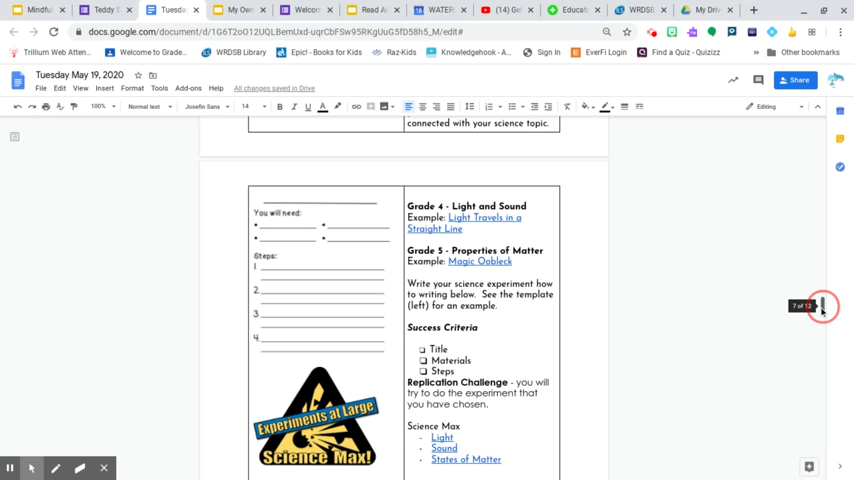 Mindful
Teddy S
Tuesday
My Own
Welcom
Read Al
WATER
(14) Get
Educat
WRDSB
My Driv
docs.google.com/document/d/1G6T2oO12UQLBemUxd-uqrCbFSw95RKgUuG5fD58h5_M/edit#
Trillium Web Atten...
Welcome to Grade...
WRDSB Library
Epic! - Books for Kids
Raz-Kids
Knowledgehook - A...
Sign In
EverFi Login
Find a Quiz - Quizizz
Other bookmarks
Tuesday May 19, 2020
File Edit View Insert Format Tools Add-ons Help All changes saved in Drive
Share
100% Normal text Josefin Sans 14 B I U A Editing
connected with your science topic.
You will need:
Steps:
1.
2.
3.
4.
Experiments at Large
Science Max!
Grade 4 - Light and Sound
Example: Light Travels in a
Straight Line
Grade 5 - Properties of Matter
Example: Magic Oobleck
Write your science experiment how
to writing below. See the template
(left) for an example.
Success Criteria
Title
Materials
Steps
Replication Challenge - you will
try to do the experiment that
you have chosen.
Science Max
- Light
- Sound
- States of Matter
7 of 12